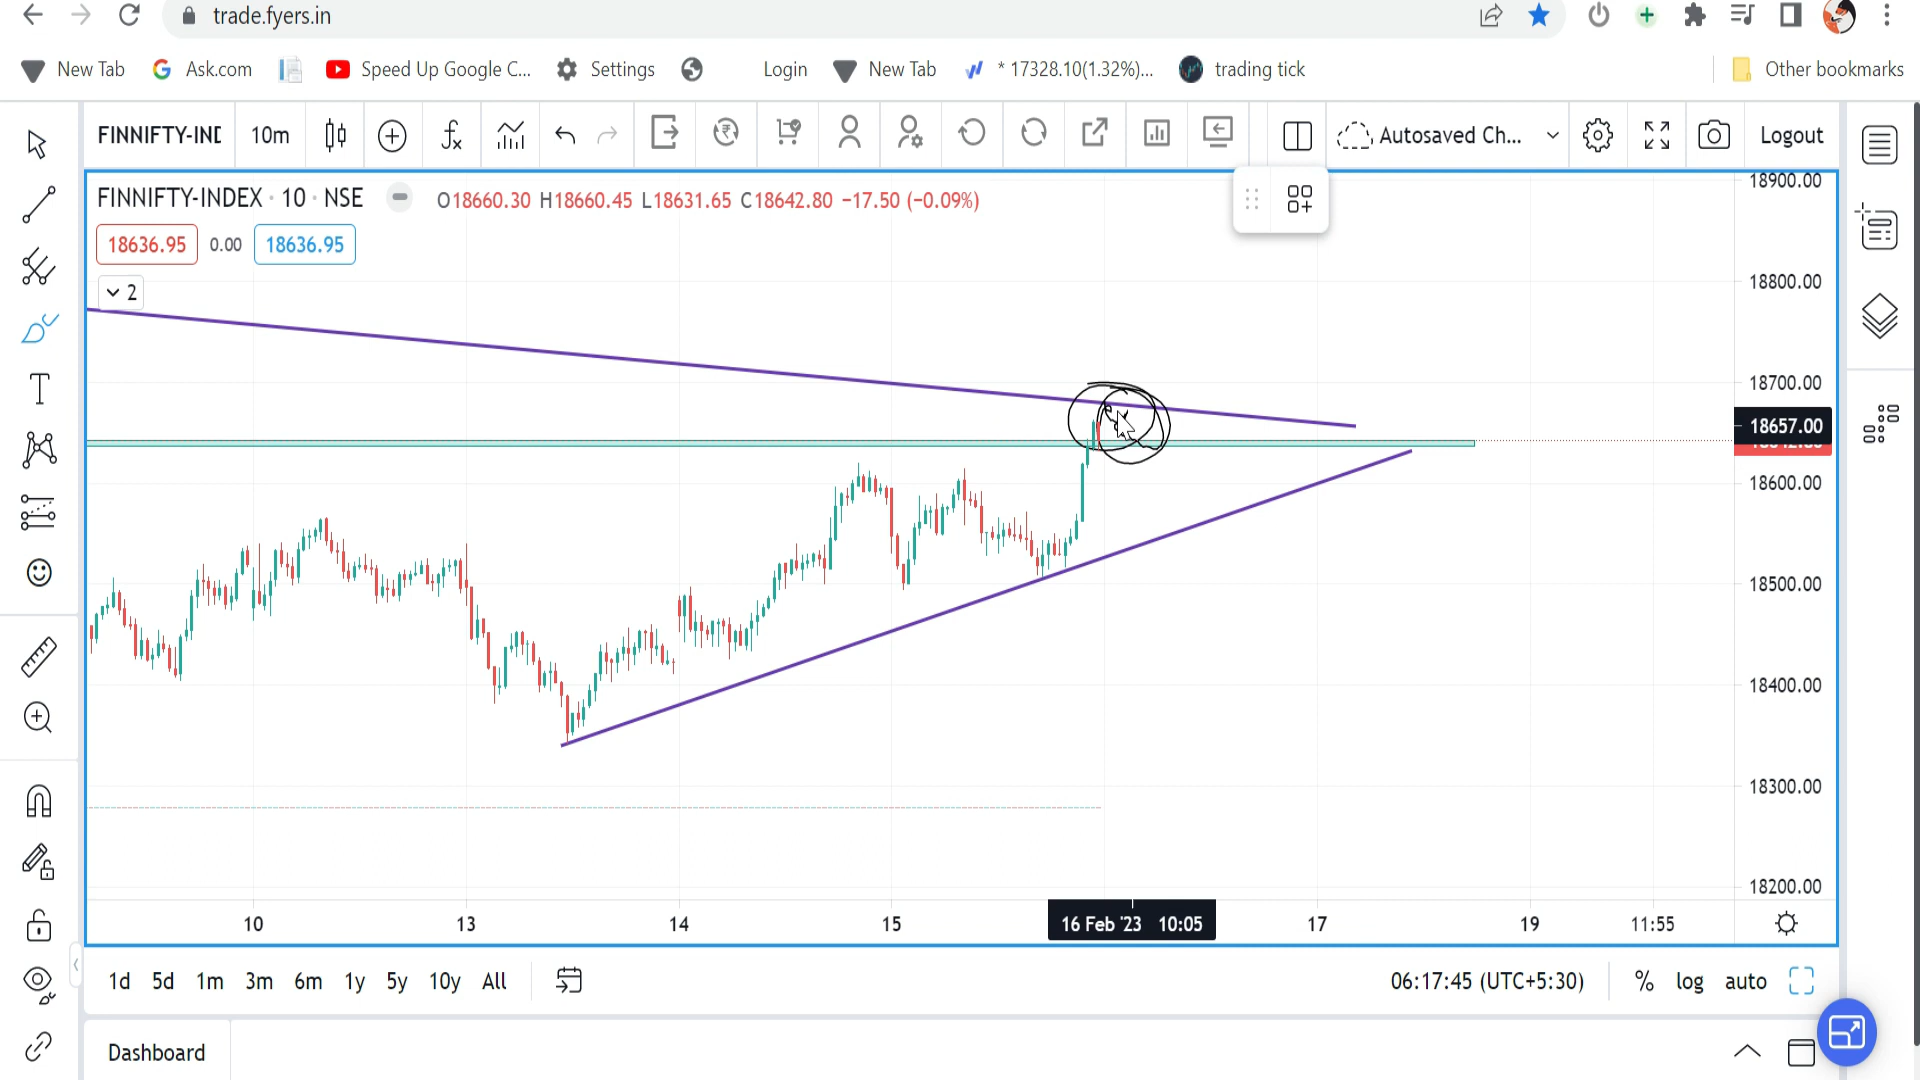 trade.fyers.in
New Tab
Ask.com
Speed Up Google C...
Settings
Login
New Tab
* 17328.10(1.32%)...
trading tick
Other bookmarks
FINNIFTY-IND
10m
Autosaved Ch...
Logout
FINNIFTY-INDEX · 10 · NSE
O18660.30 H18660.45 L18631.65 C18642.80 −17.50 (−0.09%)
18636.95
0.00
18636.95
2
18900.00
18800.00
18700.00
18657.00
18600.00
18500.00
18400.00
18300.00
18200.00
10
13
14
15
16 Feb '23 10:05
17
19
11:55
1d 5d 1m 3m 6m 1y 5y 10y All
06:17:45 (UTC+5:30)
% log auto
Dashboard